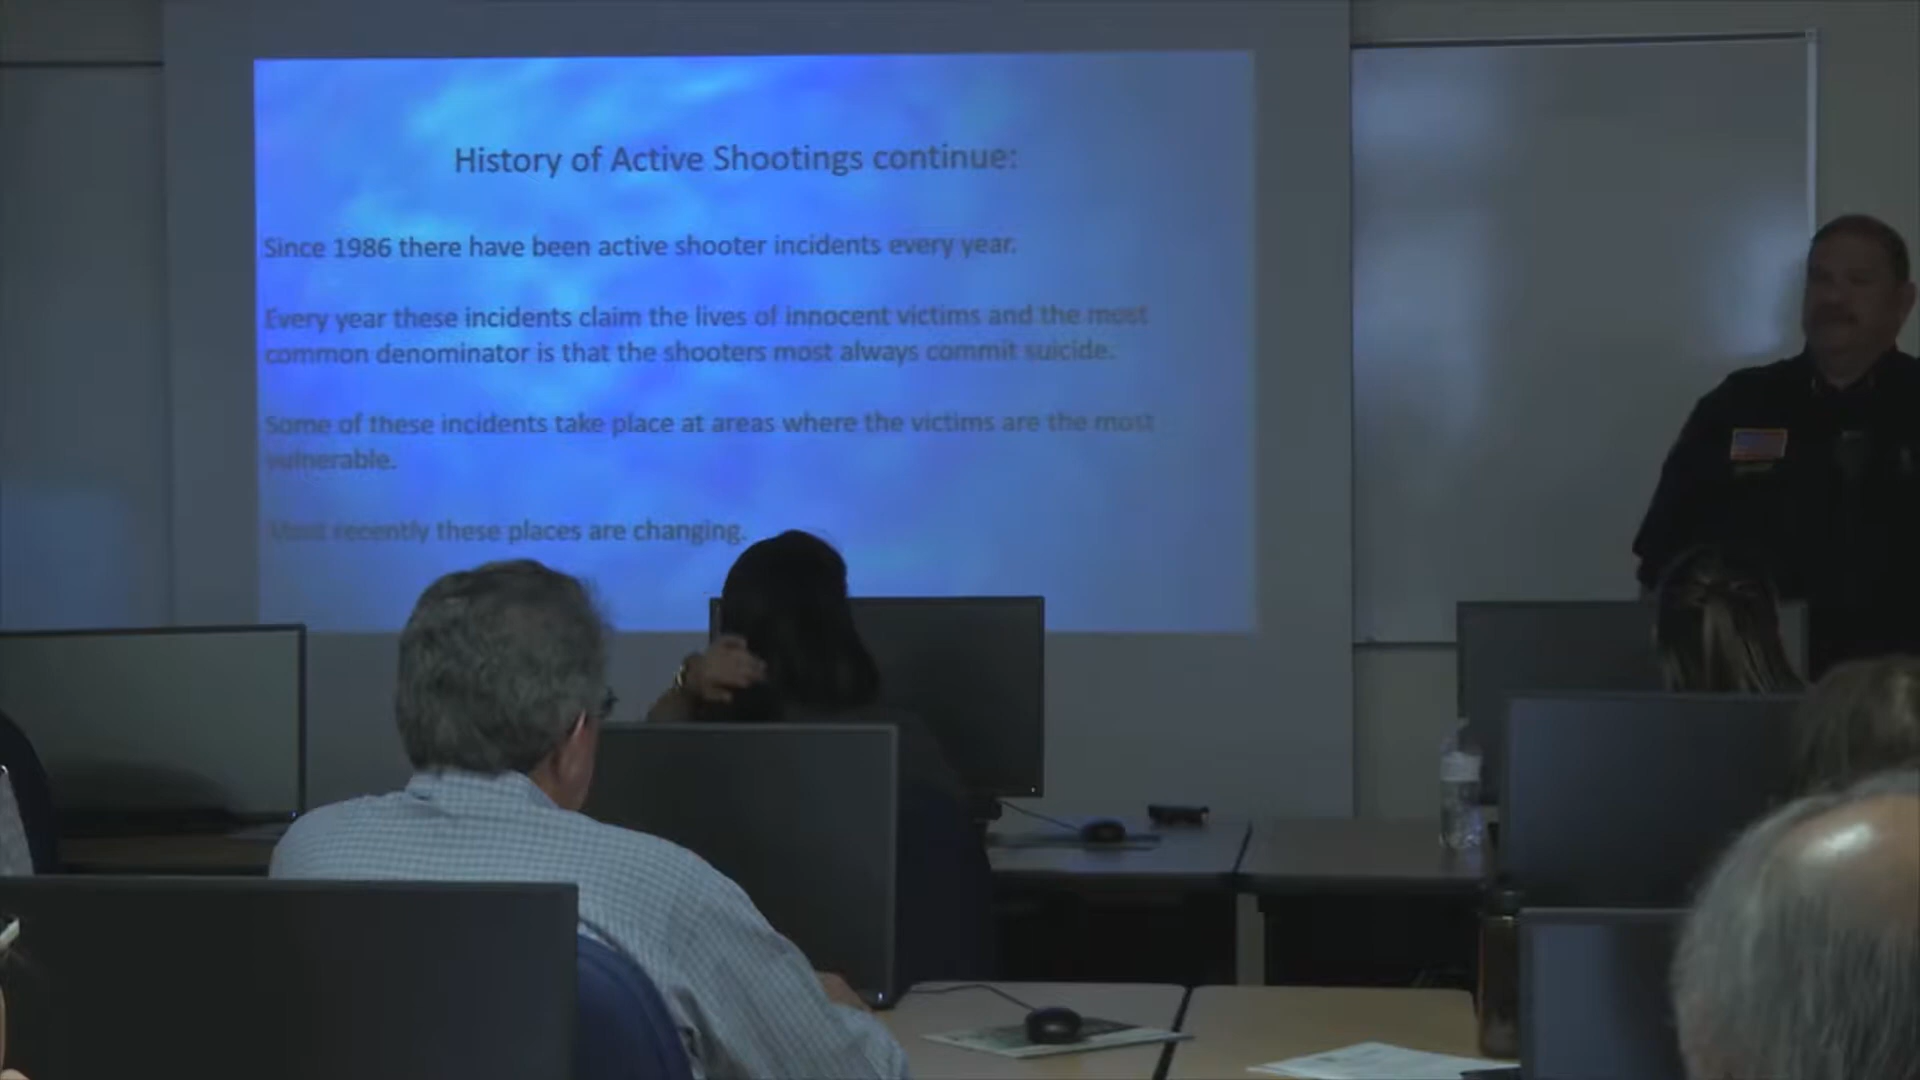 History of Active Shootings continue:
Since 1986 there have been active shooter incidents every year.
Every year these incidents claim the lives of innocent victims and the most
common denominator is that the shooters most always commit suicide.
Some of these incidents take place at areas where the victims are the most
vulnerable.
Most recently these places are changing.